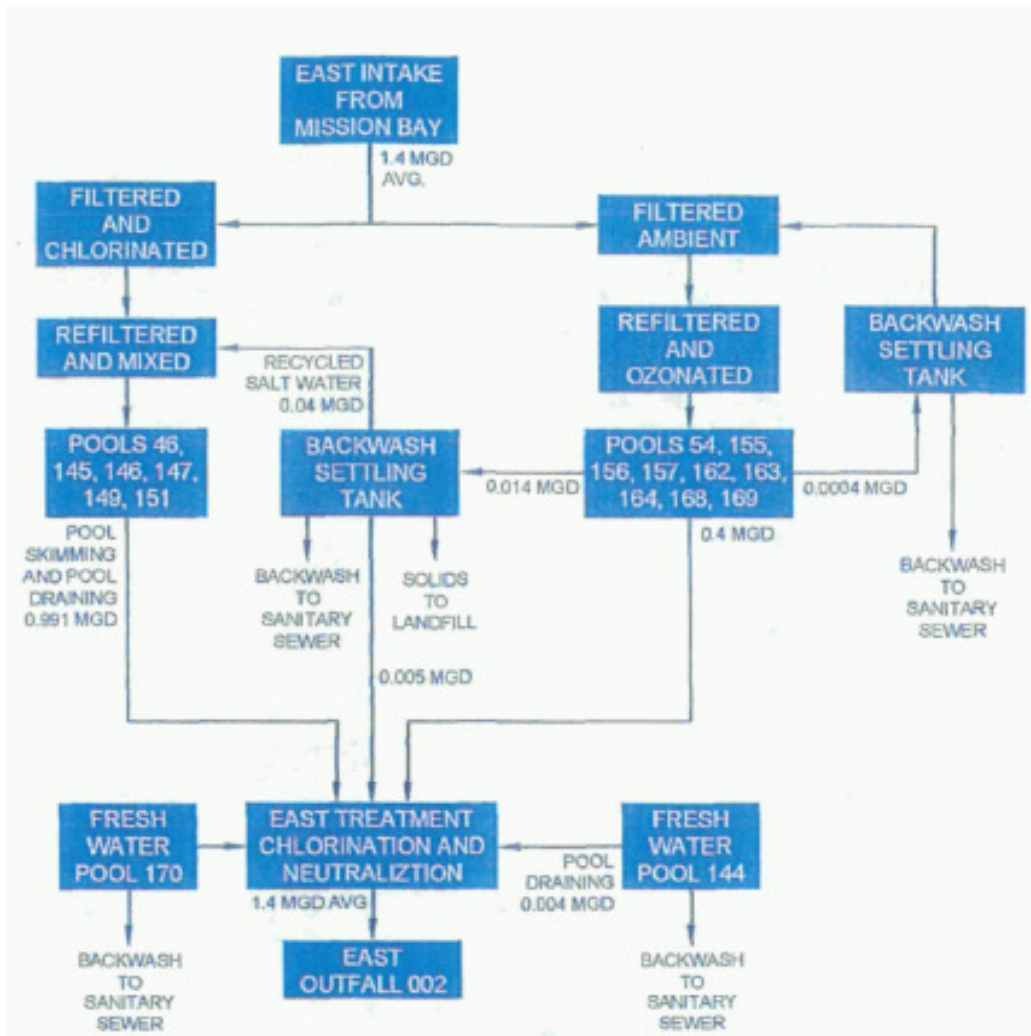 EAST INTAKE
FROM
MISSION BAY
1.4 MGD
AVG.
FILTERED
AND
CHLORINATED
FILTERED
AMBIENT
REFILTERED
AND MIXED
RECYCLED
SALT WATER
0.04 MGD
REFILTERED
AND
OZONATED
BACKWASH
SETTLING
TANK
POOLS 46,
145, 146, 147,
149, 151
BACKWASH
SETTLING
TANK
0.014 MGD
POOLS 54, 155,
156, 157, 162, 163,
164, 168, 169
0.0004 MGD
POOL
SKIMMING
AND POOL
DRAINING
0.991 MGD
BACKWASH
TO
SANITARY
SEWER
SOLIDS
TO
LANDFILL
0.4 MGD
BACKWASH
TO
SANITARY
SEWER
0.005 MGD
FRESH
WATER
POOL 170
EAST TREATMENT
CHLORINATION AND
NEUTRALIZTION
POOL
DRAINING
0.004 MGD
FRESH
WATER
POOL 144
1.4 MGD AVG
BACKWASH
TO
SANITARY
SEWER
EAST
OUTFALL 002
BACKWASH
TO
SANITARY
SEWER